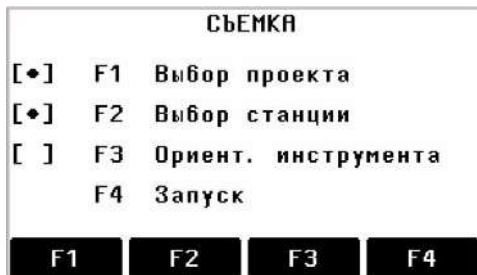 СЪЕМКА
[•] F1 Выбор проекта
[•] F2 Выбор станции
[ ] F3 Ориент. инструмента
F4 Запуск
F1 F2 F3 F4